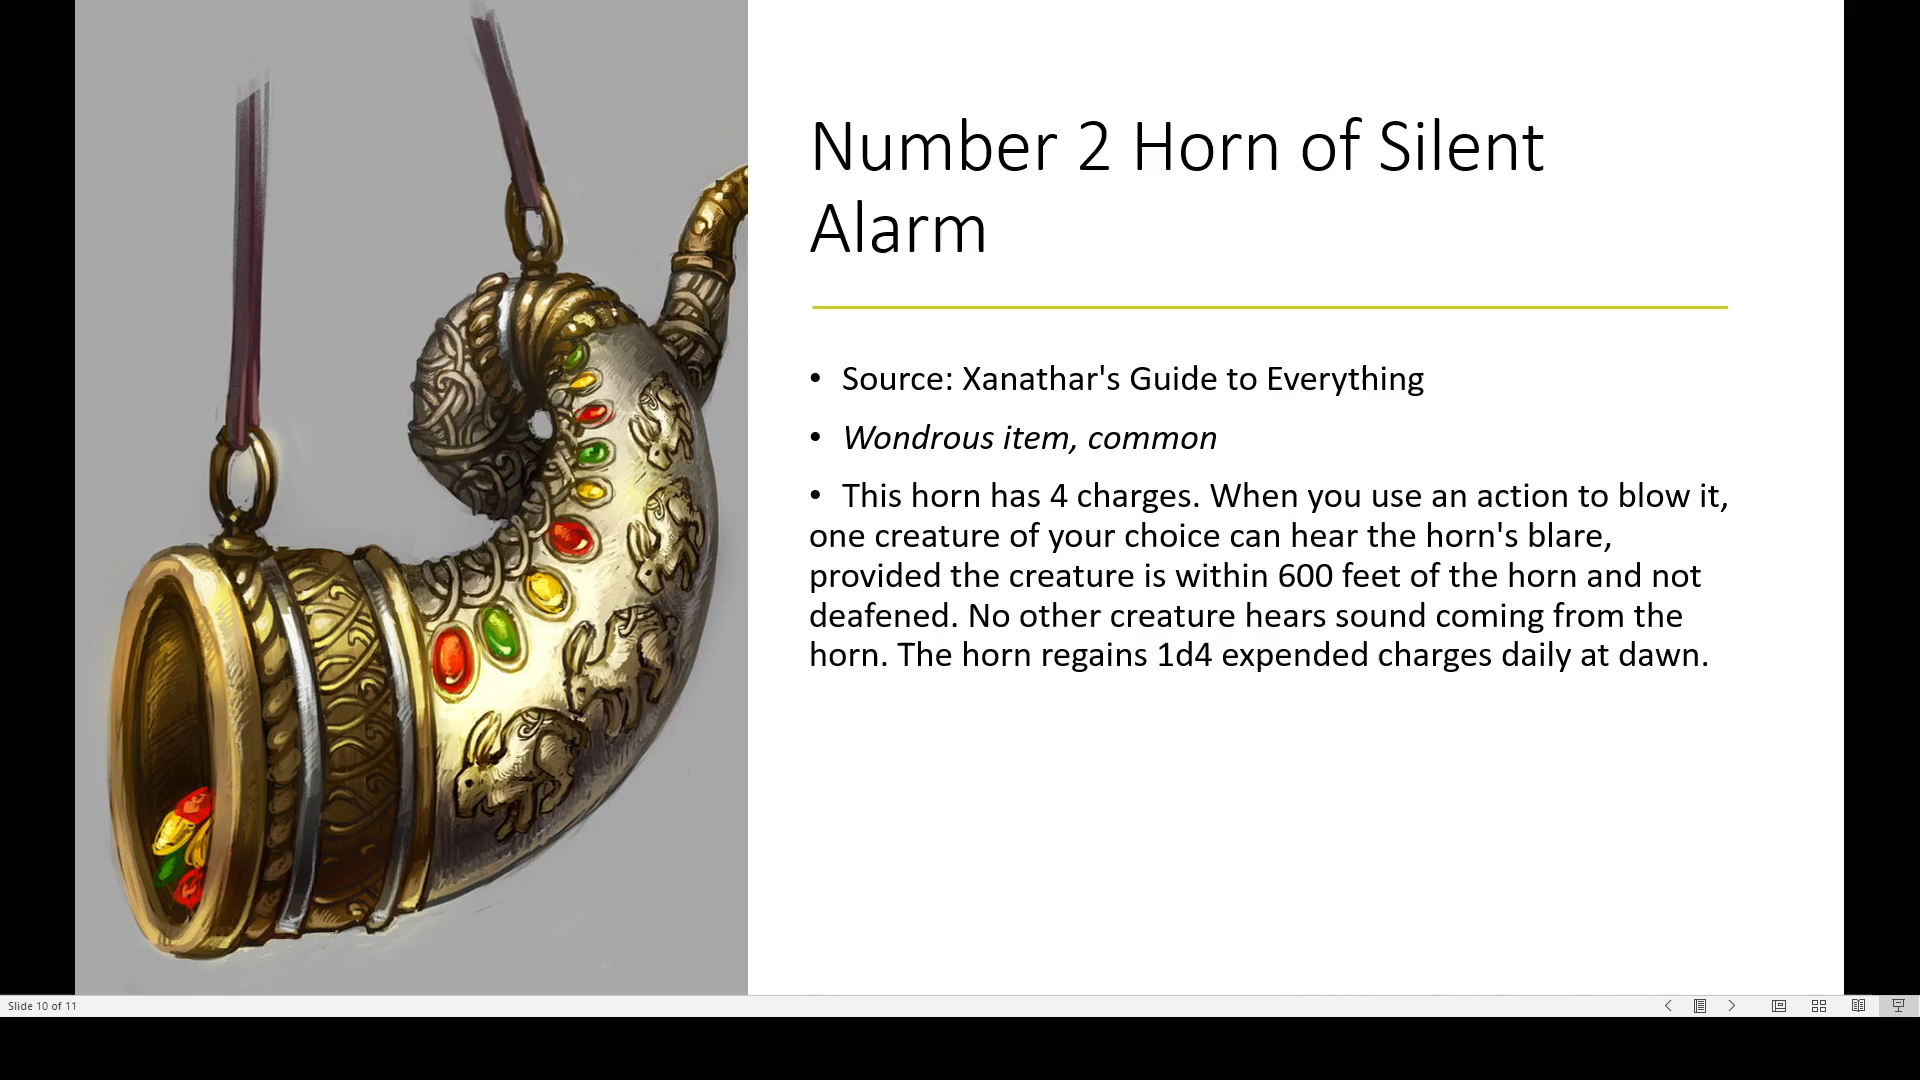 Number 2 Horn of Silent
Alarm
• Source: Xanathar's Guide to Everything
• Wondrous item, common
• This horn has 4 charges. When you use an action to blow it,
one creature of your choice can hear the horn's blare,
provided the creature is within 600 feet of the horn and not
deafened. No other creature hears sound coming from the
horn. The horn regains 1d4 expended charges daily at dawn.
Slide 10 of 11